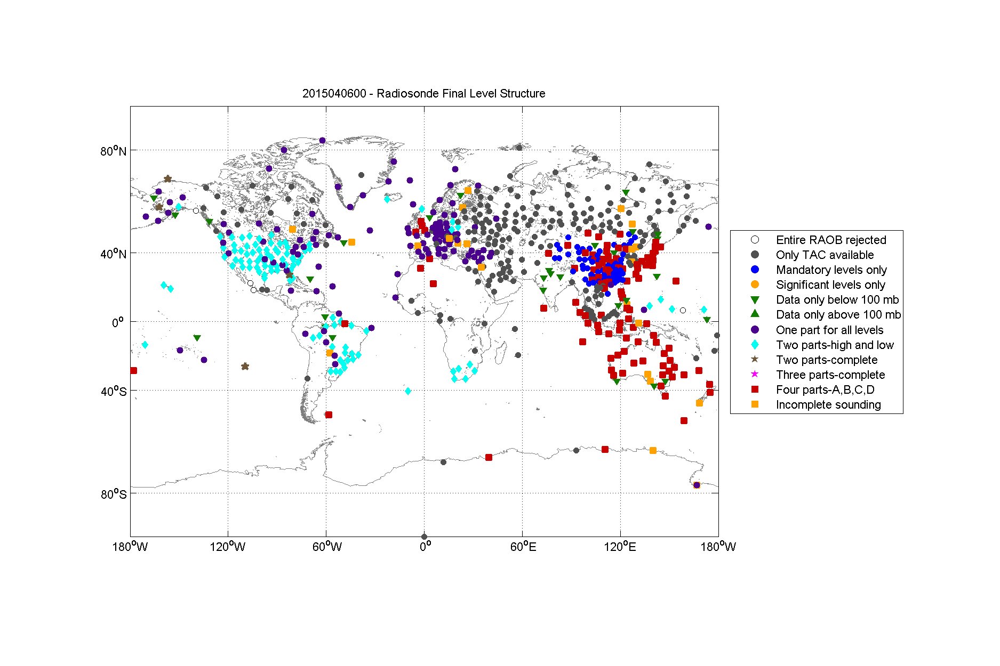 2015040600 - Radiosonde Final Level Structure
80°N
40°N
0°
40°S
80°S
180°W
120°W
60°W
0°
60°E
120°E
180°W
Entire RAOB rejected
Only TAC available
Mandatory levels only
Significant levels only
Data only below 100 mb
Data only above 100 mb
One part for all levels
Two parts-high and low
Two parts-complete
Three parts-complete
Four parts-A,B,C,D
Incomplete sounding